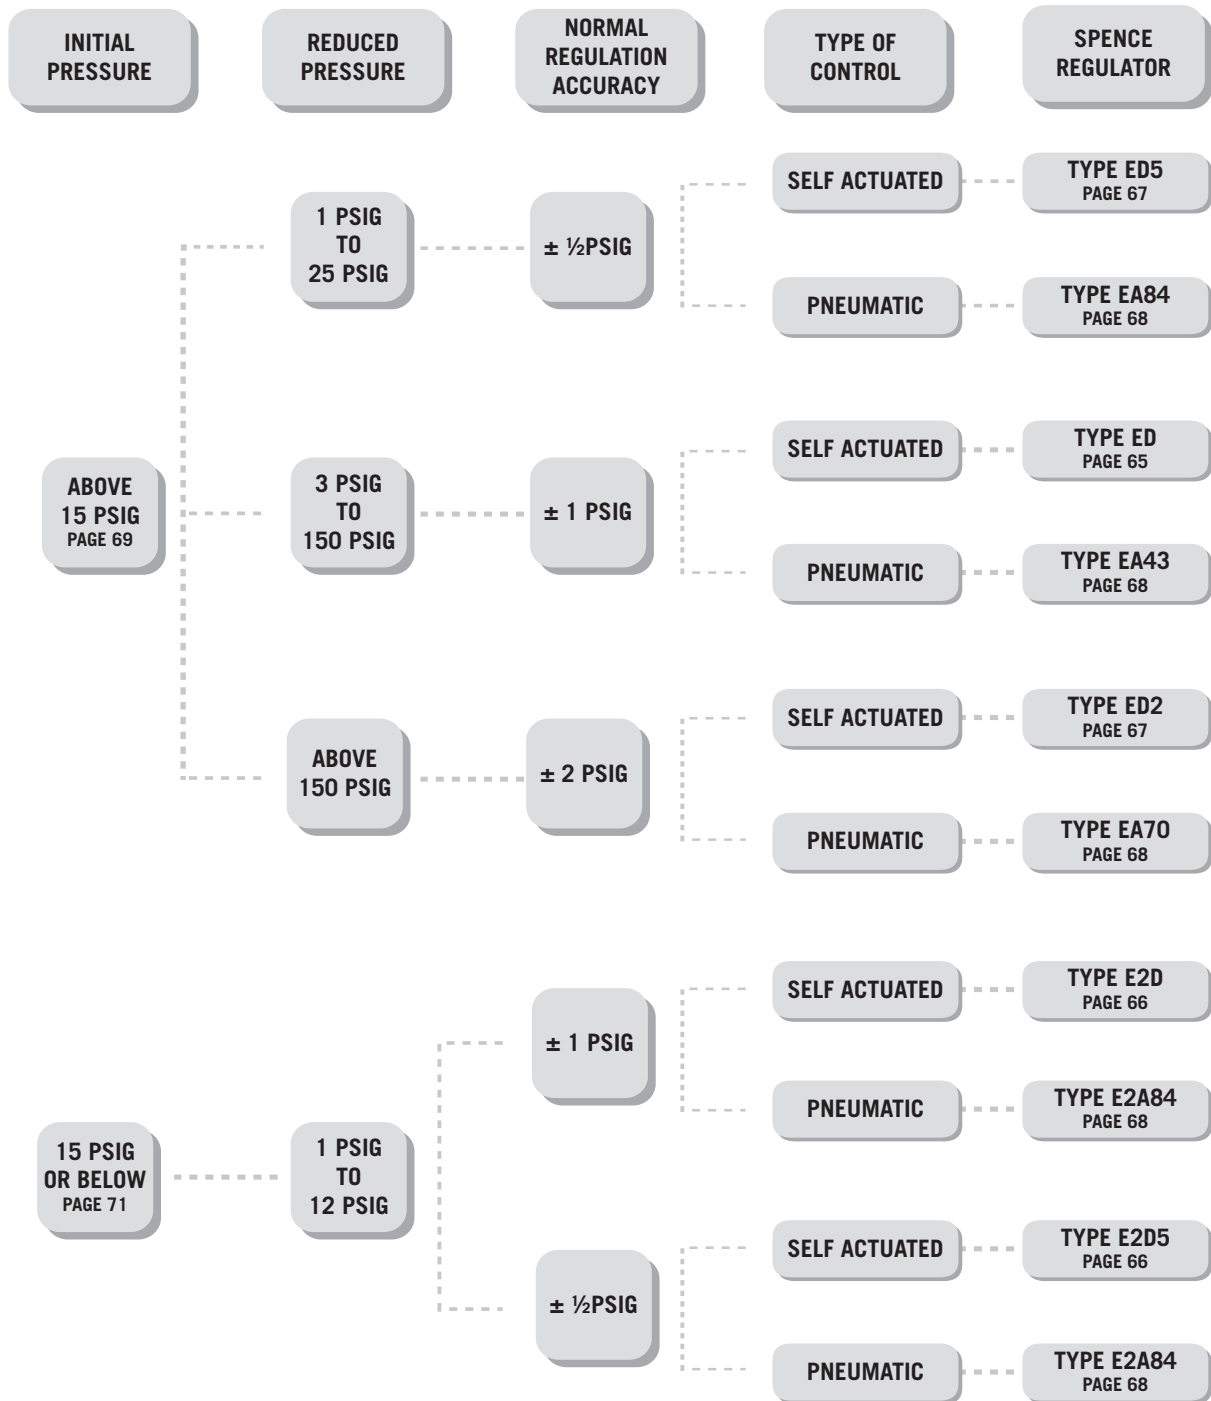 INITIAL
PRESSURE
REDUCED
PRESSURE
NORMAL
REGULATION
ACCURACY
TYPE OF
CONTROL
SPENCE
REGULATOR
ABOVE
15 PSIG
PAGE 69
1 PSIG
TO
25 PSIG
± ½PSIG
SELF ACTUATED
TYPE ED5
PAGE 67
PNEUMATIC
TYPE EA84
PAGE 68
3 PSIG
TO
150 PSIG
± 1 PSIG
SELF ACTUATED
TYPE ED
PAGE 65
PNEUMATIC
TYPE EA43
PAGE 68
ABOVE
150 PSIG
± 2 PSIG
SELF ACTUATED
TYPE ED2
PAGE 67
PNEUMATIC
TYPE EA70
PAGE 68
15 PSIG
OR BELOW
PAGE 71
1 PSIG
TO
12 PSIG
± 1 PSIG
SELF ACTUATED
TYPE E2D
PAGE 66
PNEUMATIC
TYPE E2A84
PAGE 68
± ½PSIG
SELF ACTUATED
TYPE E2D5
PAGE 66
PNEUMATIC
TYPE E2A84
PAGE 68